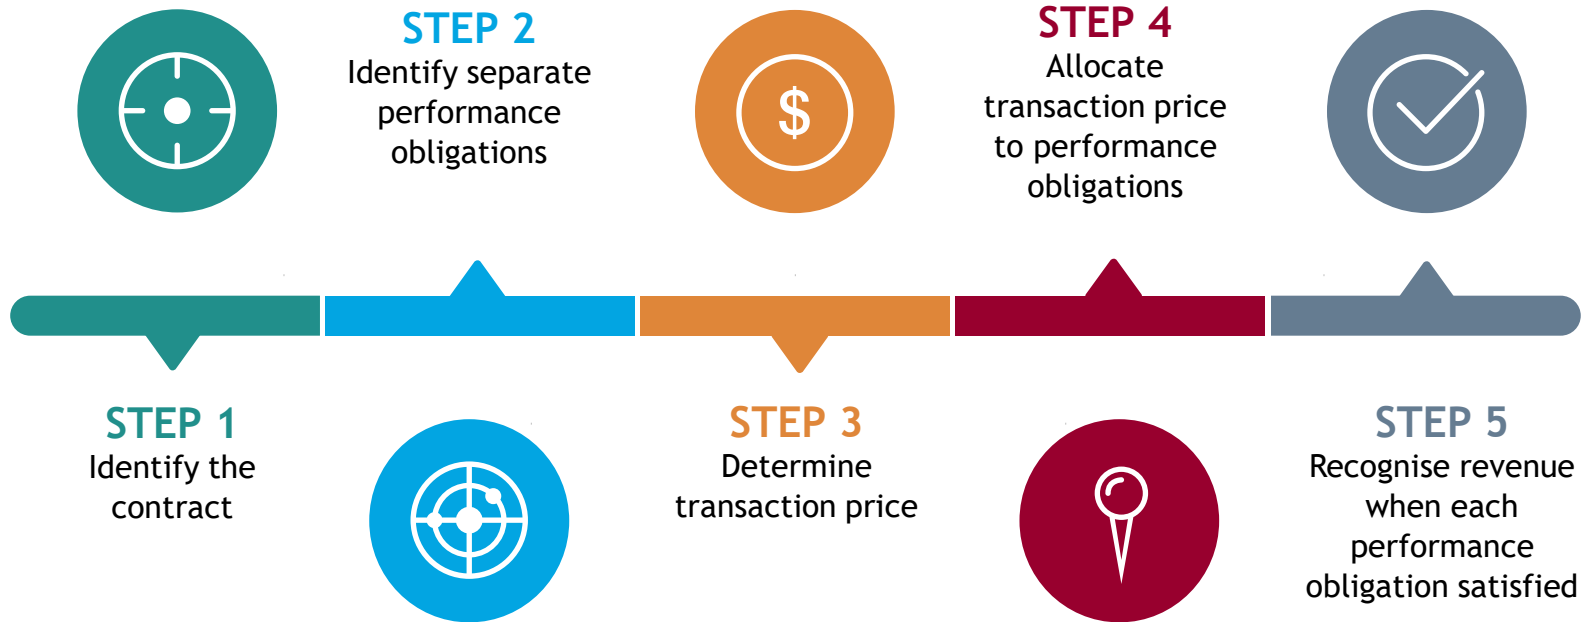 STEP 1
Identify the
contract
STEP 2
Identify separate
performance
obligations
$
STEP 3
Determine
transaction price
STEP 4
Allocate
transaction price
to performance
obligations
STEP 5
Recognise revenue
when each
performance
obligation satisfied